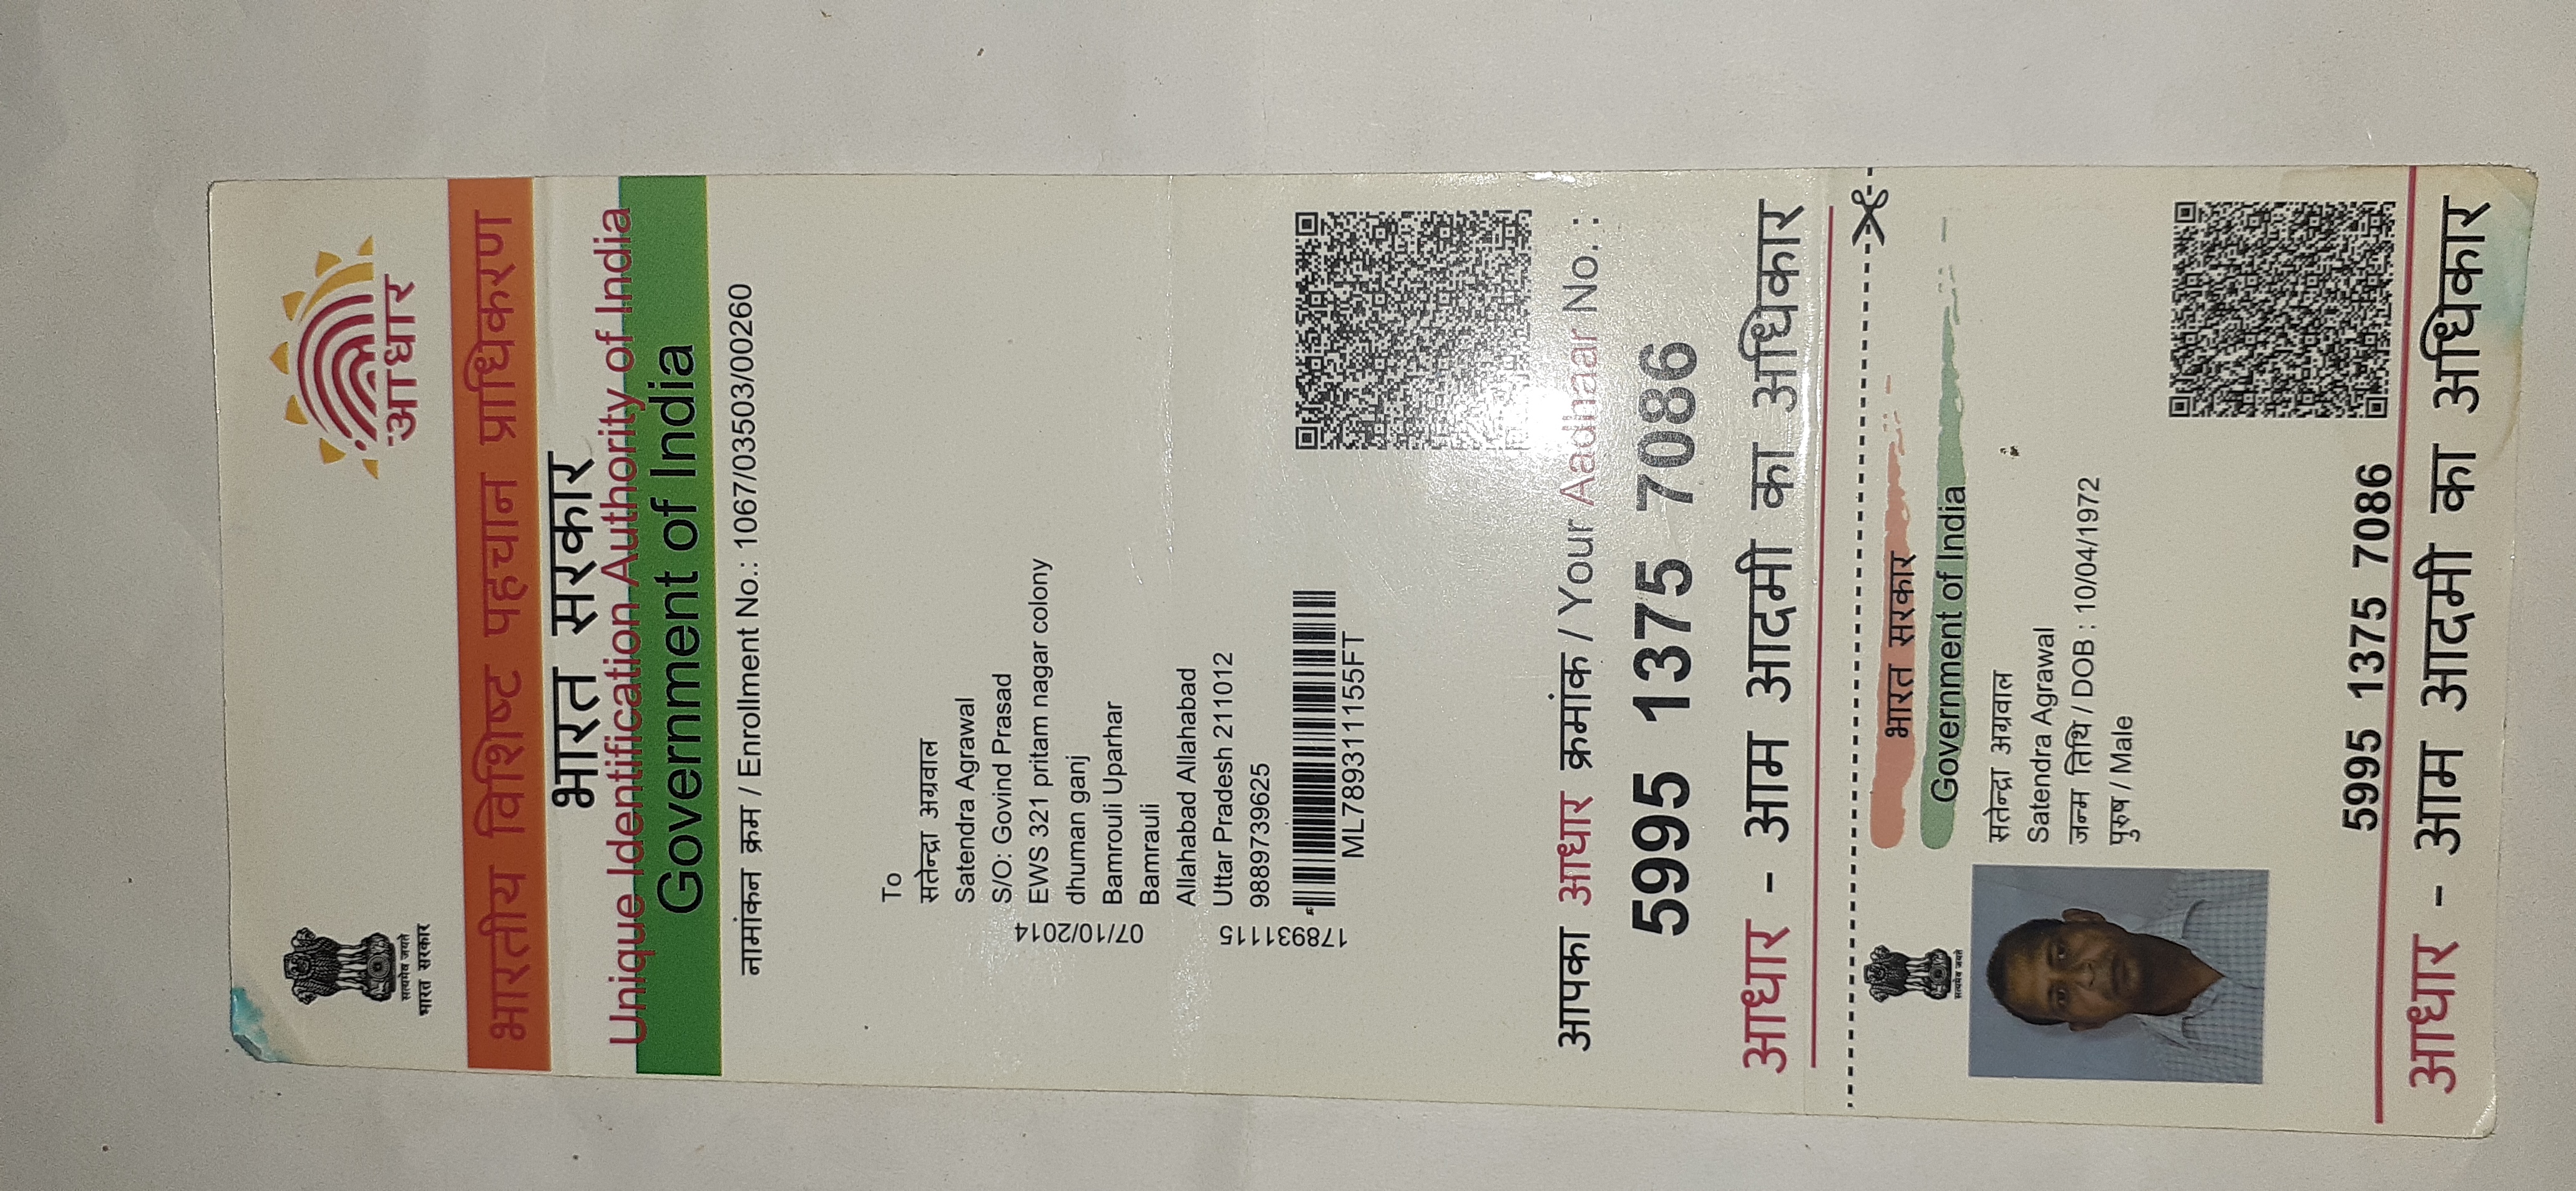 सत्यमेव जयते
भारत सरकार
आधार
भारतीय विशिष्ट पहचान प्राधिकरण
भारत सरकार
Unique Identification Authority of India
Government of India
नामांकन क्रम / Enrollment No.: 1067/03503/00260
To
सतेन्द्रा अग्रवाल
Satendra Agrawal
S/O: Govind Prasad
EWS 321 pritam nagar colony
dhuman ganj
Bamrouli Uparhar
Bamrauli
Allahabad Allahabad
Uttar Pradesh 211012
9889739625
07/10/2014
178931115
ML789311155FT
आपका आधार क्रमांक / Your Aadhaar No. :
5995 1375 7086
आधार - आम आदमी का अधिकार
सत्यमेव जयते
भारत सरकार
Government of India
सतेन्द्रा अग्रवाल
Satendra Agrawal
जन्म तिथि / DOB : 10/04/1972
पुरुष / Male
5995 1375 7086
आधार - आम आदमी का अधिकार